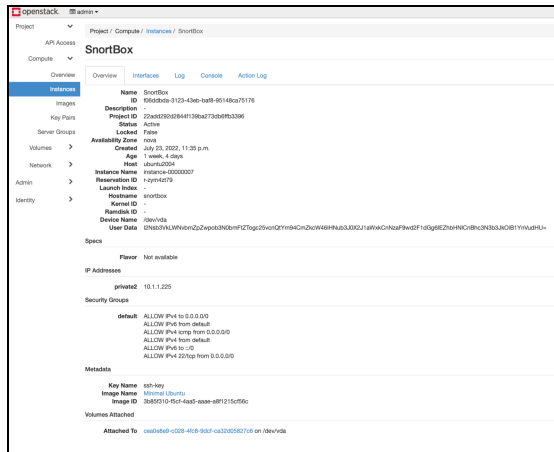 openstack. admin
Project
API Access
Compute
Overview
Instances
Images
Key Pairs
Server Groups
Volumes
Network
Admin
Identity
Project / Compute / Instances / SnortBox
SnortBox
Overview Interfaces Log Console Action Log
Name SnortBox
ID f06ddbda-3123-43eb-baf8-95148ca75176
Description -
Project ID 22add292d2844f139ba273db6ffb3396
Status Active
Locked False
Availability Zone nova
Created July 23, 2022, 11:35 p.m.
Age 1 week, 4 days
Host ubuntu2004
Instance Name instance-00000007
Reservation ID r-zym4zt79
Launch Index -
Hostname snortbox
Kernel ID -
Ramdisk ID -
Device Name /dev/vda
User Data
Specs
Flavor Not available
IP Addresses
private2 10.1.1.225
Security Groups
default ALLOW IPv4 to 0.0.0.0/0
ALLOW IPv6 from default
ALLOW IPv4 icmp from 0.0.0.0/0
ALLOW IPv4 from default
ALLOW IPv6 to ::/0
ALLOW IPv4 22/tcp from 0.0.0.0/0
Metadata
Key Name ssh-key
Image Name Minimal Ubuntu
Image ID 3b85f310-f5cf-4aa5-aaae-a8f1215cf56c
Volumes Attached
Attached To cea0a8e9-c028-4fc8-9dcf-ca32d05827c6 on /dev/vda